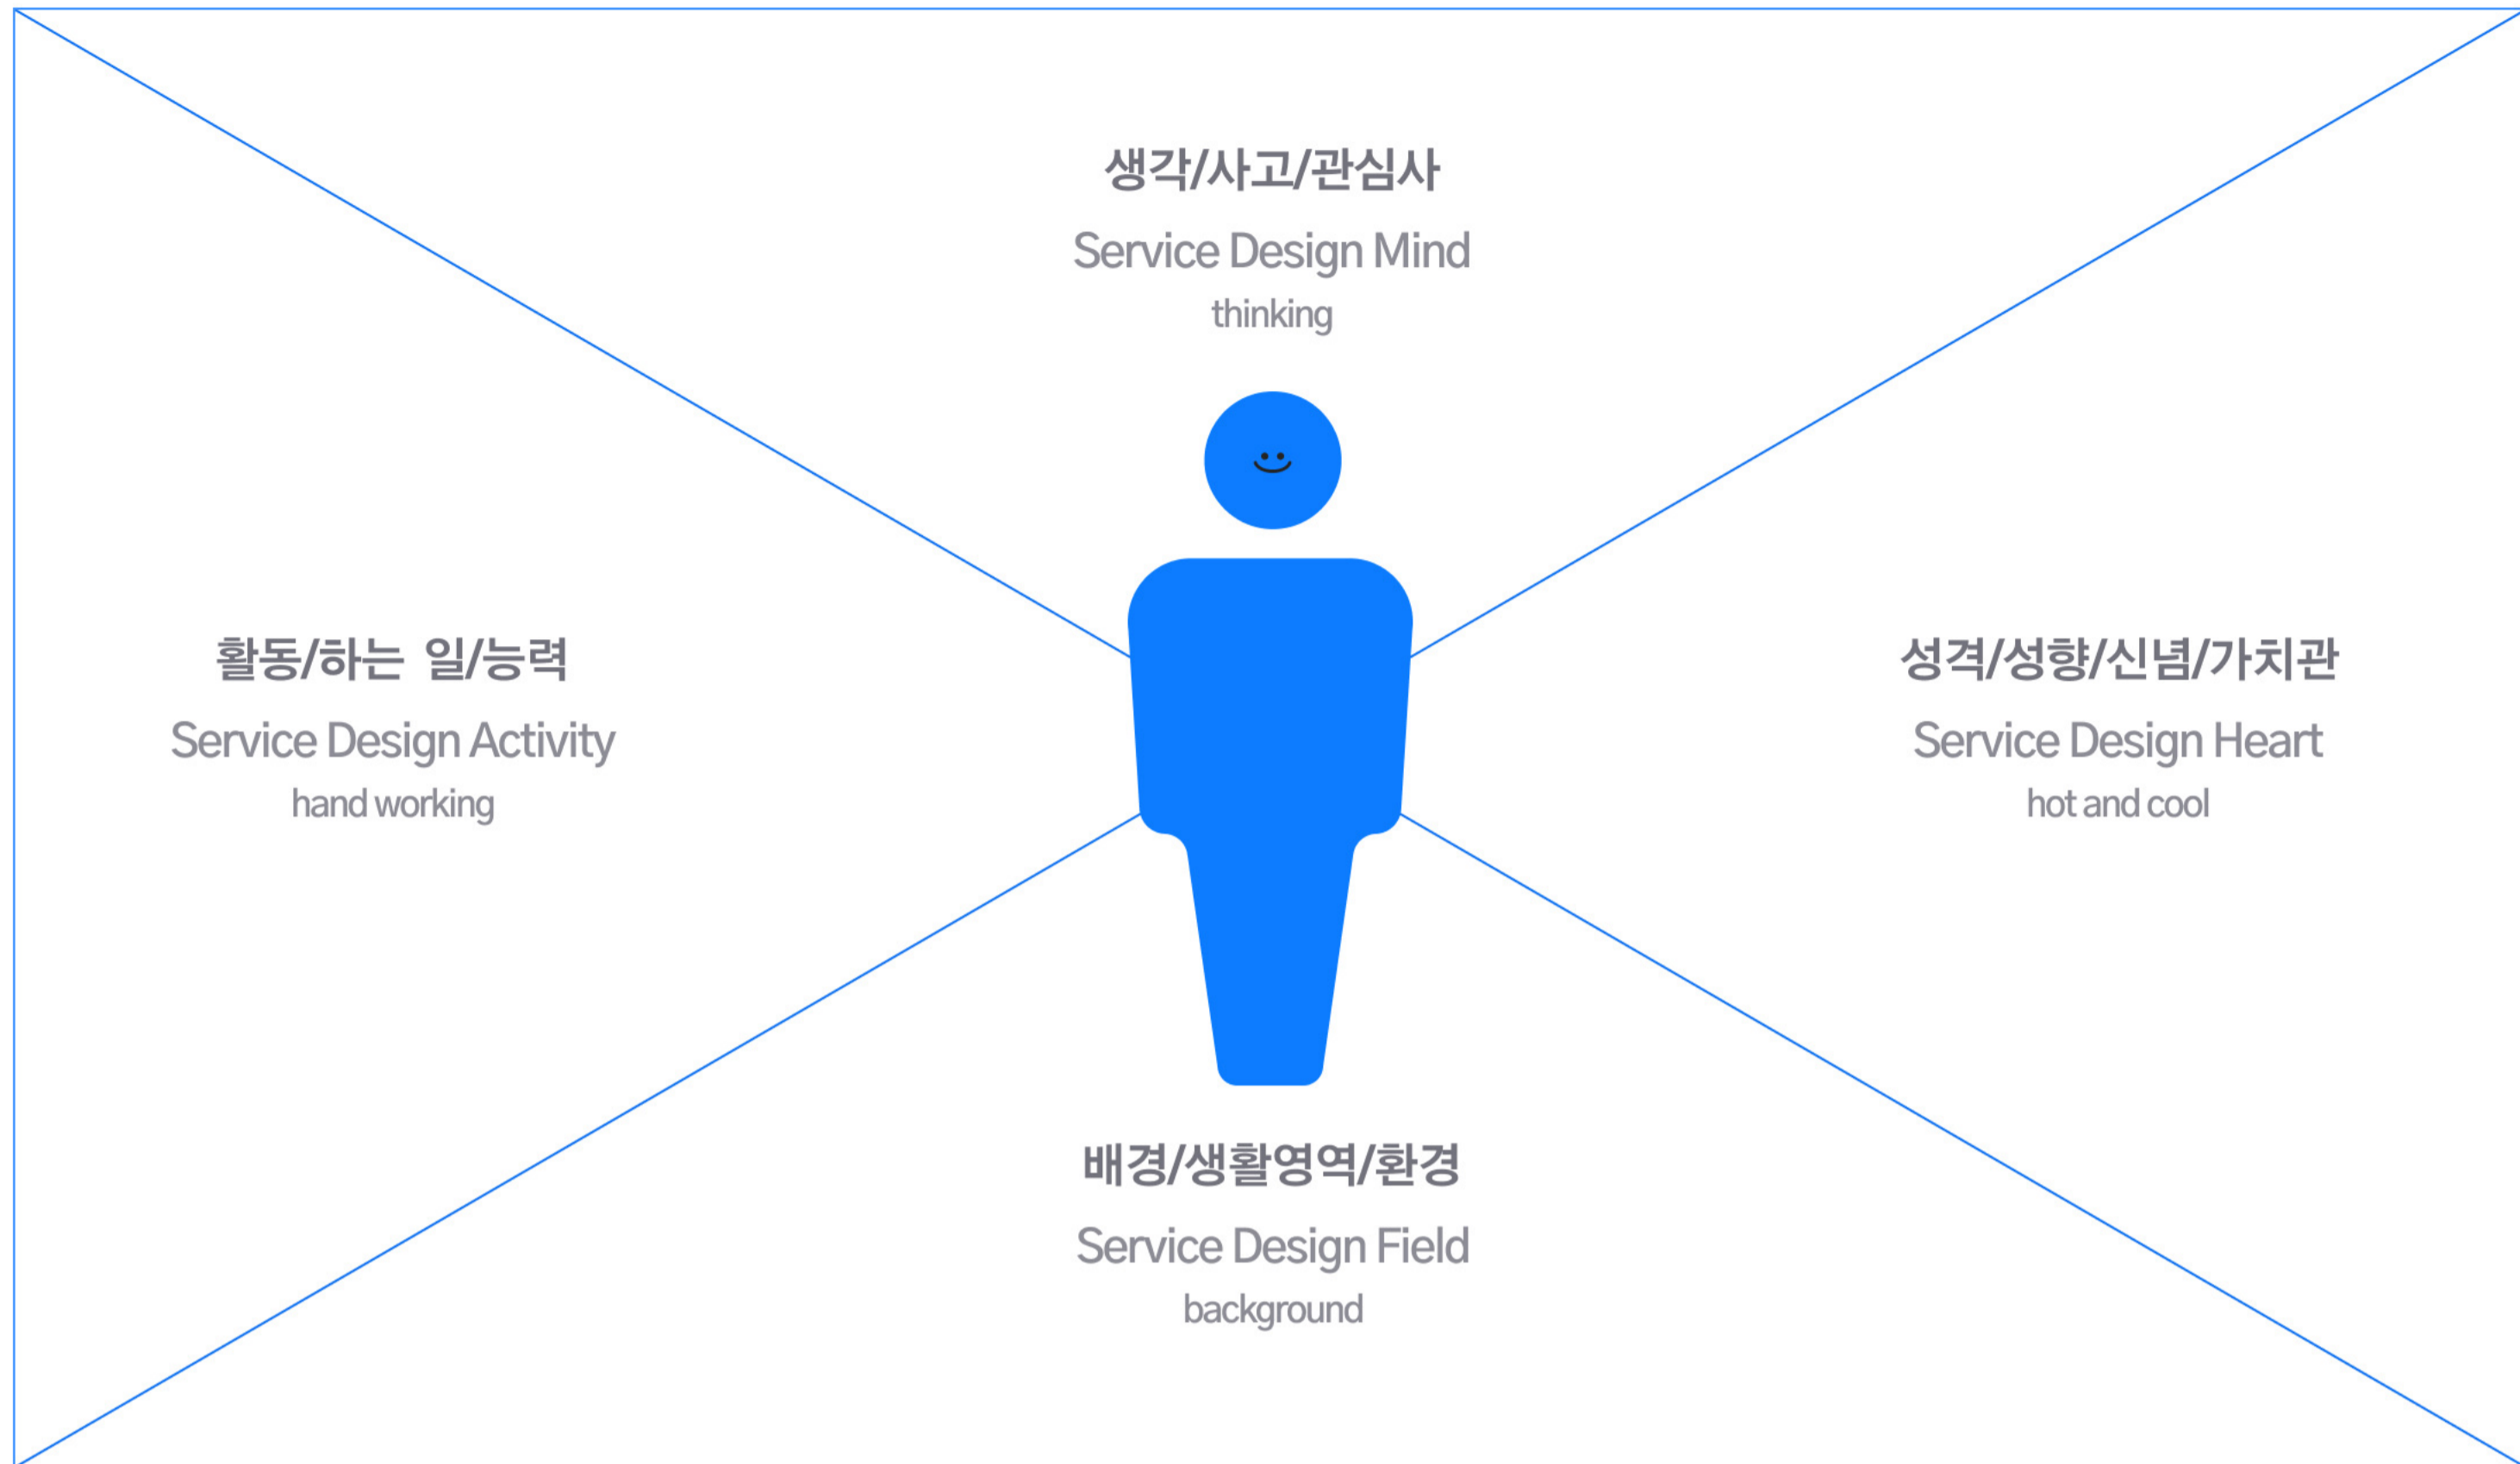 생각/사고/관심사
Service Design Mind
thinking
활동/하는 일/능력
Service Design Activity
hand working
성격/성향/신념/가치관
Service Design Heart
hot and cool
배경/생활영역/환경
Service Design Field
background